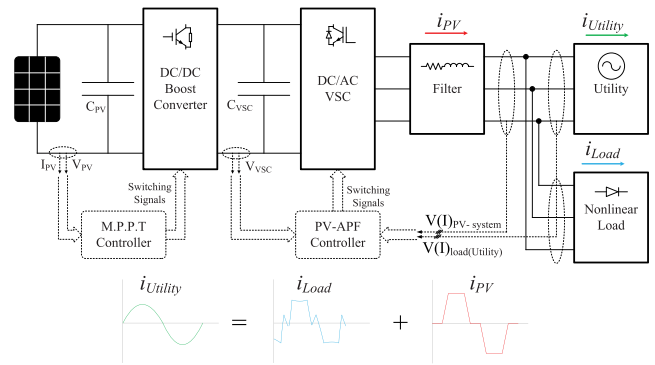 i_PV
i_Utility
DC/DC
Boost
Converter
DC/AC
VSC
Filter
Utility
C_PV
C_VSC
I_PV
V_PV
V_VSC
Switching
Signals
Switching
Signals
i_Load
Nonlinear
Load
M.P.P.T
Controller
PV-APF
Controller
V(I)_PV- system
V(I)_load(Utility)
i_Utility
i_Load
i_PV
=
+